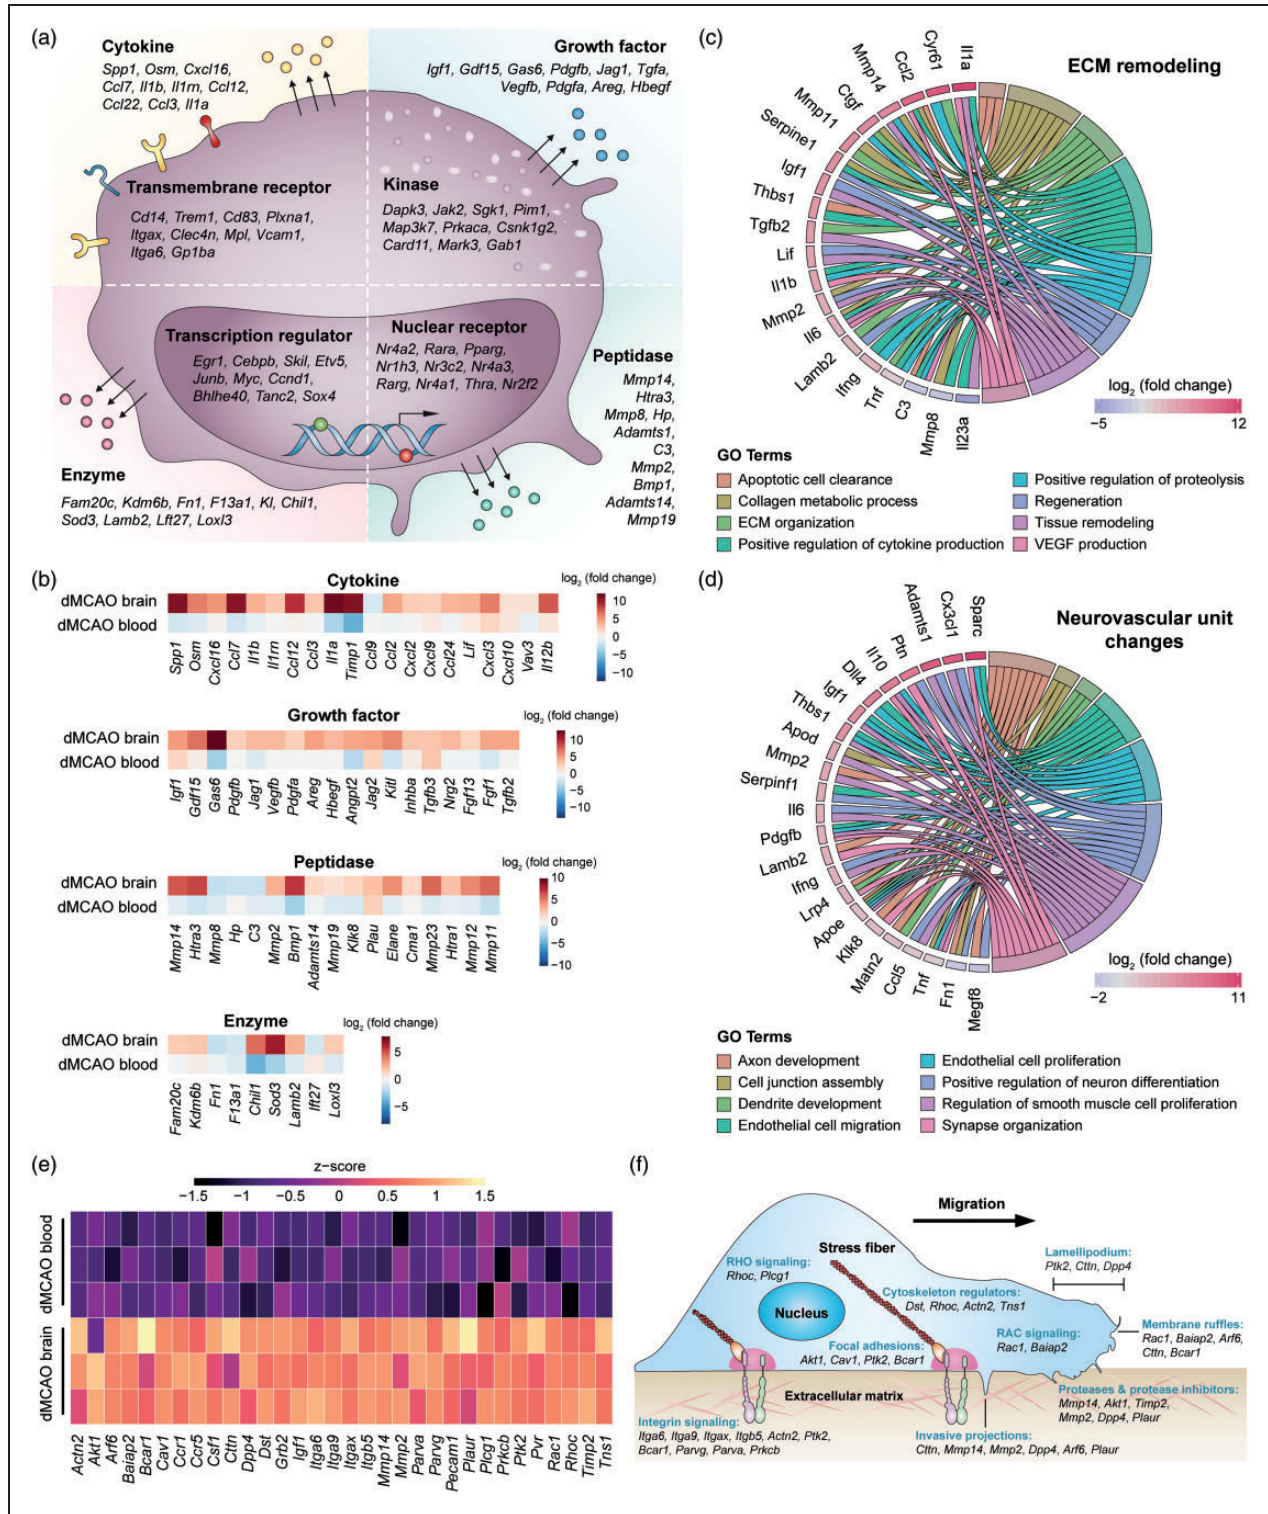 (a)
Cytokine
Spp1, Osm, Cxcl16,
Ccl7, Il1b, Il1rn, Ccl12,
Ccl22, Ccl3, Il1a
Growth factor
Igf1, Gdf15, Gas6, Pdgfb, Jag1, Tgfa,
Vegfb, Pdgfa, Areg, Hbegf
Transmembrane receptor
Cd14, Trem1, Cd83, Plxna1,
Itgax, Clec4n, Mpl, Vcam1,
Itga6, Gp1ba
Kinase
Dapk3, Jak2, Sgk1, Pim1,
Map3k7, Prkaca, Csnk1g2,
Card11, Mark3, Gab1
Transcription regulator
Egr1, Cebpb, Skil, Etv5,
Junb, Myc, Ccnd1,
Bhlhe40, Tanc2, Sox4
Nuclear receptor
Nr4a2, Rara, Pparg,
Nr1h3, Nr3c2, Nr4a3,
Rarg, Nr4a1, Thra, Nr2f2
Peptidase
Mmp14,
Htra3,
Mmp8, Hp,
Adamts1,
C3,
Mmp2,
Bmp1,
Adamts14,
Mmp19
Enzyme
Fam20c, Kdm6b, Fn1, F13a1, Kl, Chil1,
Sod3, Lamb2, Lft27, Loxl3
(b)
Cytokine
log2 (fold change)
dMCAO brain
dMCAO blood
10
5
0
−5
−10
Spp1
Osm
Cxcl16
Ccl7
Il1b
Il1rn
Ccl12
Ccl3
Il1a
Timp1
Ccl9
Ccl2
Cxcl2
Cxcl9
Ccl24
Lif
Cxcl3
Cxcl10
Vav3
Il12b
Growth factor
log2 (fold change)
dMCAO brain
dMCAO blood
10
5
0
−5
−10
Igf1
Gdf15
Gas6
Pdgfb
Jag1
Vegfb
Pdgfa
Areg
Hbegf
Angpt2
Jag2
Kitl
Inhba
Tgfb3
Nrg2
Fgf13
Fgf1
Tgfb2
Peptidase
log2 (fold change)
dMCAO brain
dMCAO blood
10
5
0
−5
−10
Mmp14
Htra3
Mmp8
Hp
C3
Mmp2
Bmp1
Adamts14
Mmp19
Klk8
Plau
Elane
Cma1
Mmp23
Htra1
Mmp12
Mmp11
Enzyme
log2 (fold change)
dMCAO brain
dMCAO blood
5
0
−5
Fam20c
Kdm6b
Fn1
F13a1
Chil1
Sod3
Lamb2
Ift27
Loxl3
(c)
ECM remodeling
Il1a
Cyr61
Ccl2
Mmp14
Ctgf
Mmp11
Serpine1
Igf1
Thbs1
Tgfb2
Lif
Il1b
Mmp2
Il6
Lamb2
Ifng
Tnf
C3
Mmp8
Il23a
log2 (fold change)
−5
12
GO Terms
Apoptotic cell clearance
Collagen metabolic process
ECM organization
Positive regulation of cytokine production
Positive regulation of proteolysis
Regeneration
Tissue remodeling
VEGF production
(d)
Neurovascular unit
changes
Sparc
Cx3cl1
Adamts1
Ptn
Il10
Dll4
Igf1
Thbs1
Apod
Mmp2
Serpinf1
Il6
Pdgfb
Lamb2
Ifng
Lrp4
Apoe
Klk8
Matn2
Ccl5
Tnf
Fn1
Megf8
log2 (fold change)
−2
11
GO Terms
Axon development
Cell junction assembly
Dendrite development
Endothelial cell migration
Endothelial cell proliferation
Positive regulation of neuron differentiation
Regulation of smooth muscle cell proliferation
Synapse organization
(e)
z−score
−1.5
−1
−0.5
0
0.5
1
1.5
dMCAO blood
dMCAO brain
Actn2
Akt1
Arf6
Baiap2
Bcar1
Cav1
Ccr1
Ccr5
Csf1
Cttn
Dpp4
Dst
Grb2
Igf1
Itga6
Itga9
Itgax
Itgb5
Mmp14
Mmp2
Parva
Parvg
Pecam1
Plaur
Plcg1
Prkcb
Ptk2
Pvr
Rac1
Rhoc
Timp2
Tns1
(f)
Migration
Stress fiber
RHO signaling:
Rhoc, Plcg1
Nucleus
Cytoskeleton regulators:
Dst, Rhoc, Actn2, Tns1
Lamellipodium:
Ptk2, Cttn, Dpp4
Focal adhesions:
Akt1, Cav1, Ptk2, Bcar1
RAC signaling:
Rac1, Baiap2
Membrane ruffles:
Rac1, Baiap2, Arf6,
Cttn, Bcar1
Extracellular matrix
Proteases & protease inhibitors:
Mmp14, Akt1, Timp2,
Mmp2, Dpp4, Plaur
Integrin signaling:
Itga6, Itga9, Itgax, Itgb5, Actn2, Ptk2,
Bcar1, Parvg, Parva, Prkcb
Invasive projections:
Cttn, Mmp14, Mmp2, Dpp4, Arf6, Plaur